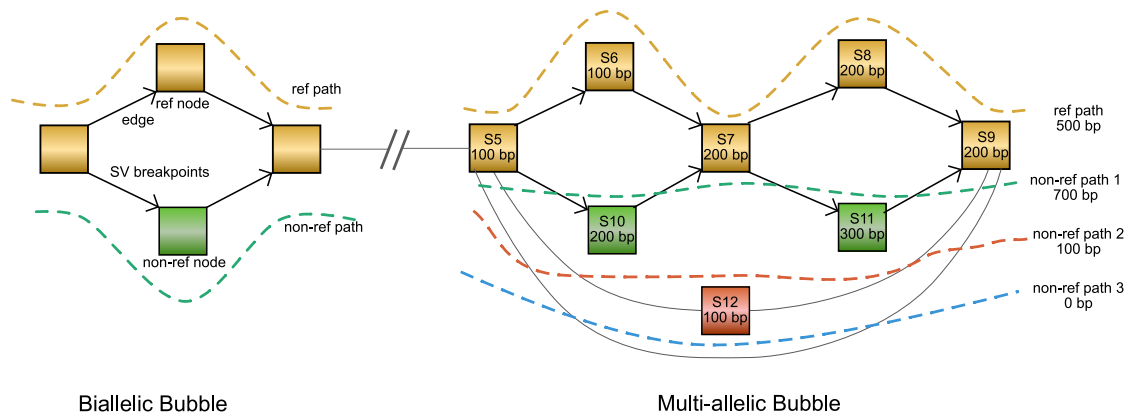 ref node
edge
ref path
SV breakpoints
non-ref path
non-ref node
Biallelic Bubble
S5
100 bp
S6
100 bp
S7
200 bp
S8
200 bp
S9
200 bp
S10
200 bp
S11
300 bp
S12
100 bp
ref path
500 bp
non-ref path 1
700 bp
non-ref path 2
100 bp
non-ref path 3
0 bp
Multi-allelic Bubble